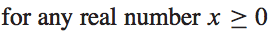 for any real number x ≥ 0